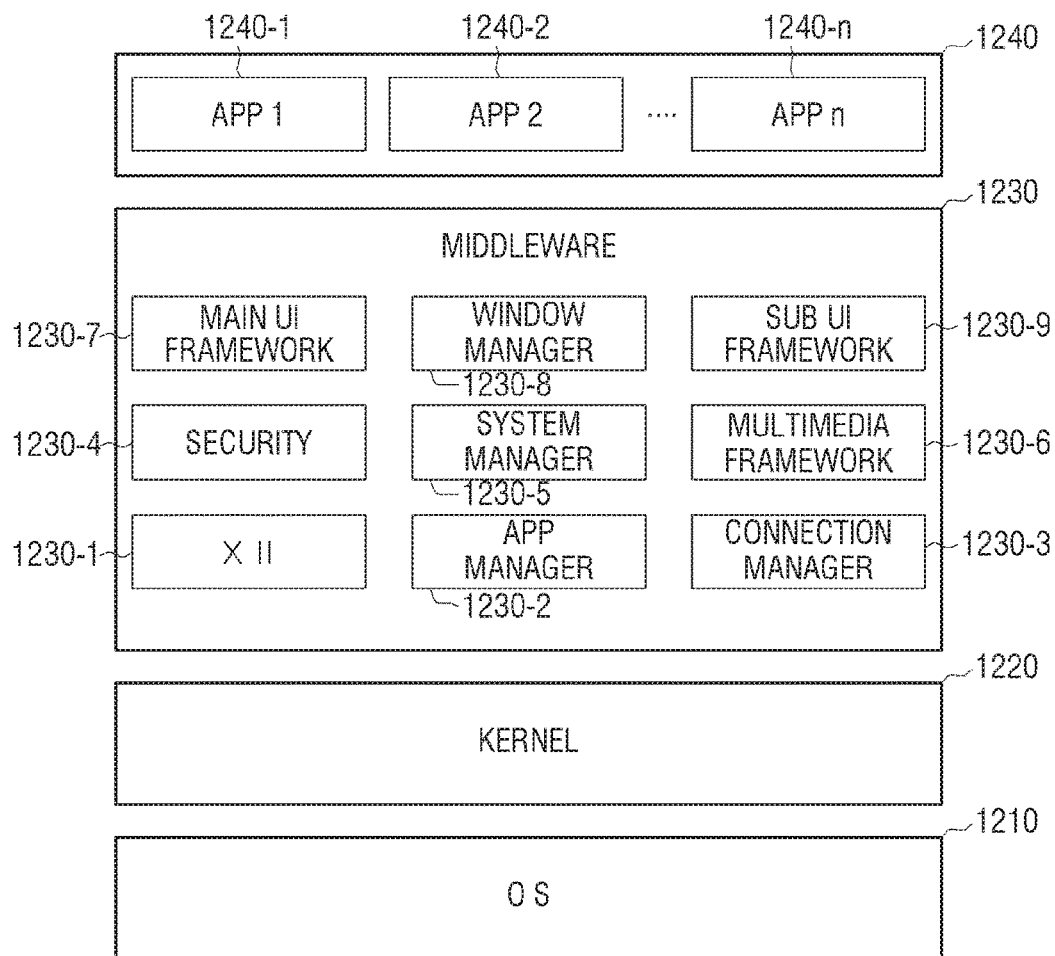 1240-1 1240-2 1240-n
1240
APP 1 APP 2 .... APP n
1230
MIDDLEWARE
MAIN UI
FRAMEWORK
WINDOW
MANAGER
SUB UI
FRAMEWORK
1230-7
1230-8
1230-9
SECURITY
SYSTEM
MANAGER
MULTIMEDIA
FRAMEWORK
1230-4
1230-5
1230-6
X II
APP
MANAGER
CONNECTION
MANAGER
1230-1
1230-2
1230-3
1220
KERNEL
1210
O S